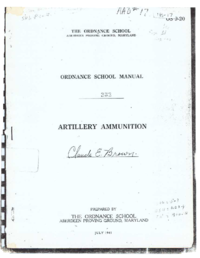 THE ORDNANCE SCHOOL
ABERDEEN PROVING GROUND, MARYLAND
ORDNANCE SCHOOL MANUAL
ARTILLERY AMMUNITION
Claude E. Brown
PREPARED BY
THE ORDNANCE SCHOOL
ABERDEEN PROVING GROUND, MARYLAND
JULY